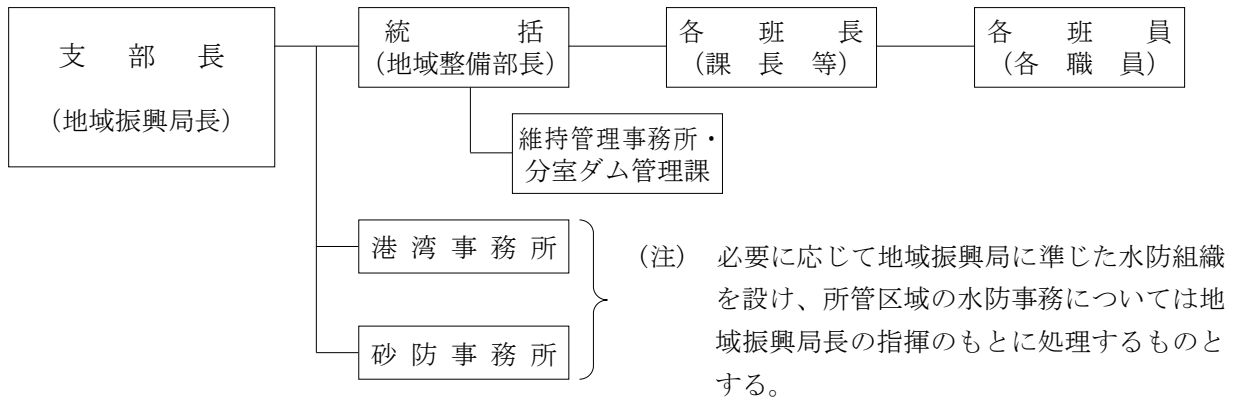 支部長
(地域振興局長)
統括
(地域整備部長)
各班長
(課長等)
各班員
(各職員)
維持管理事務所・
分室ダム管理課
港湾事務所
砂防事務所
(注) 必要に応じて地域振興局に準じた水防組織
を設け、所管区域の水防事務については地
域振興局長の指揮のもとに処理するものと
する。